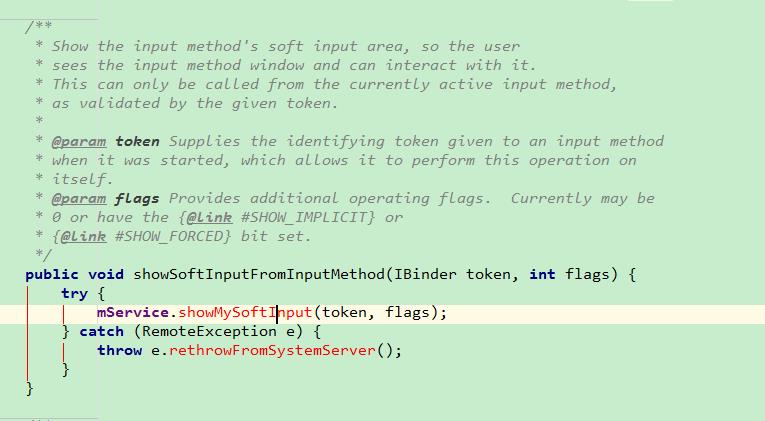 /**
 * Show the input method's soft input area, so the user
 * sees the input method window and can interact with it.
 * This can only be called from the currently active input method,
 * as validated by the given token.
 *
 * @param token Supplies the identifying token given to an input method
 * when it was started, which allows it to perform this operation on
 * itself.
 * @param flags Provides additional operating flags.  Currently may be
 * 0 or have the {@link #SHOW_IMPLICIT} or
 * {@link #SHOW_FORCED} bit set.
 */
public void showSoftInputFromInputMethod(IBinder token, int flags) {
    try {
        mService.showMySoftInput(token, flags);
    } catch (RemoteException e) {
        throw e.rethrowFromSystemServer();
    }
}